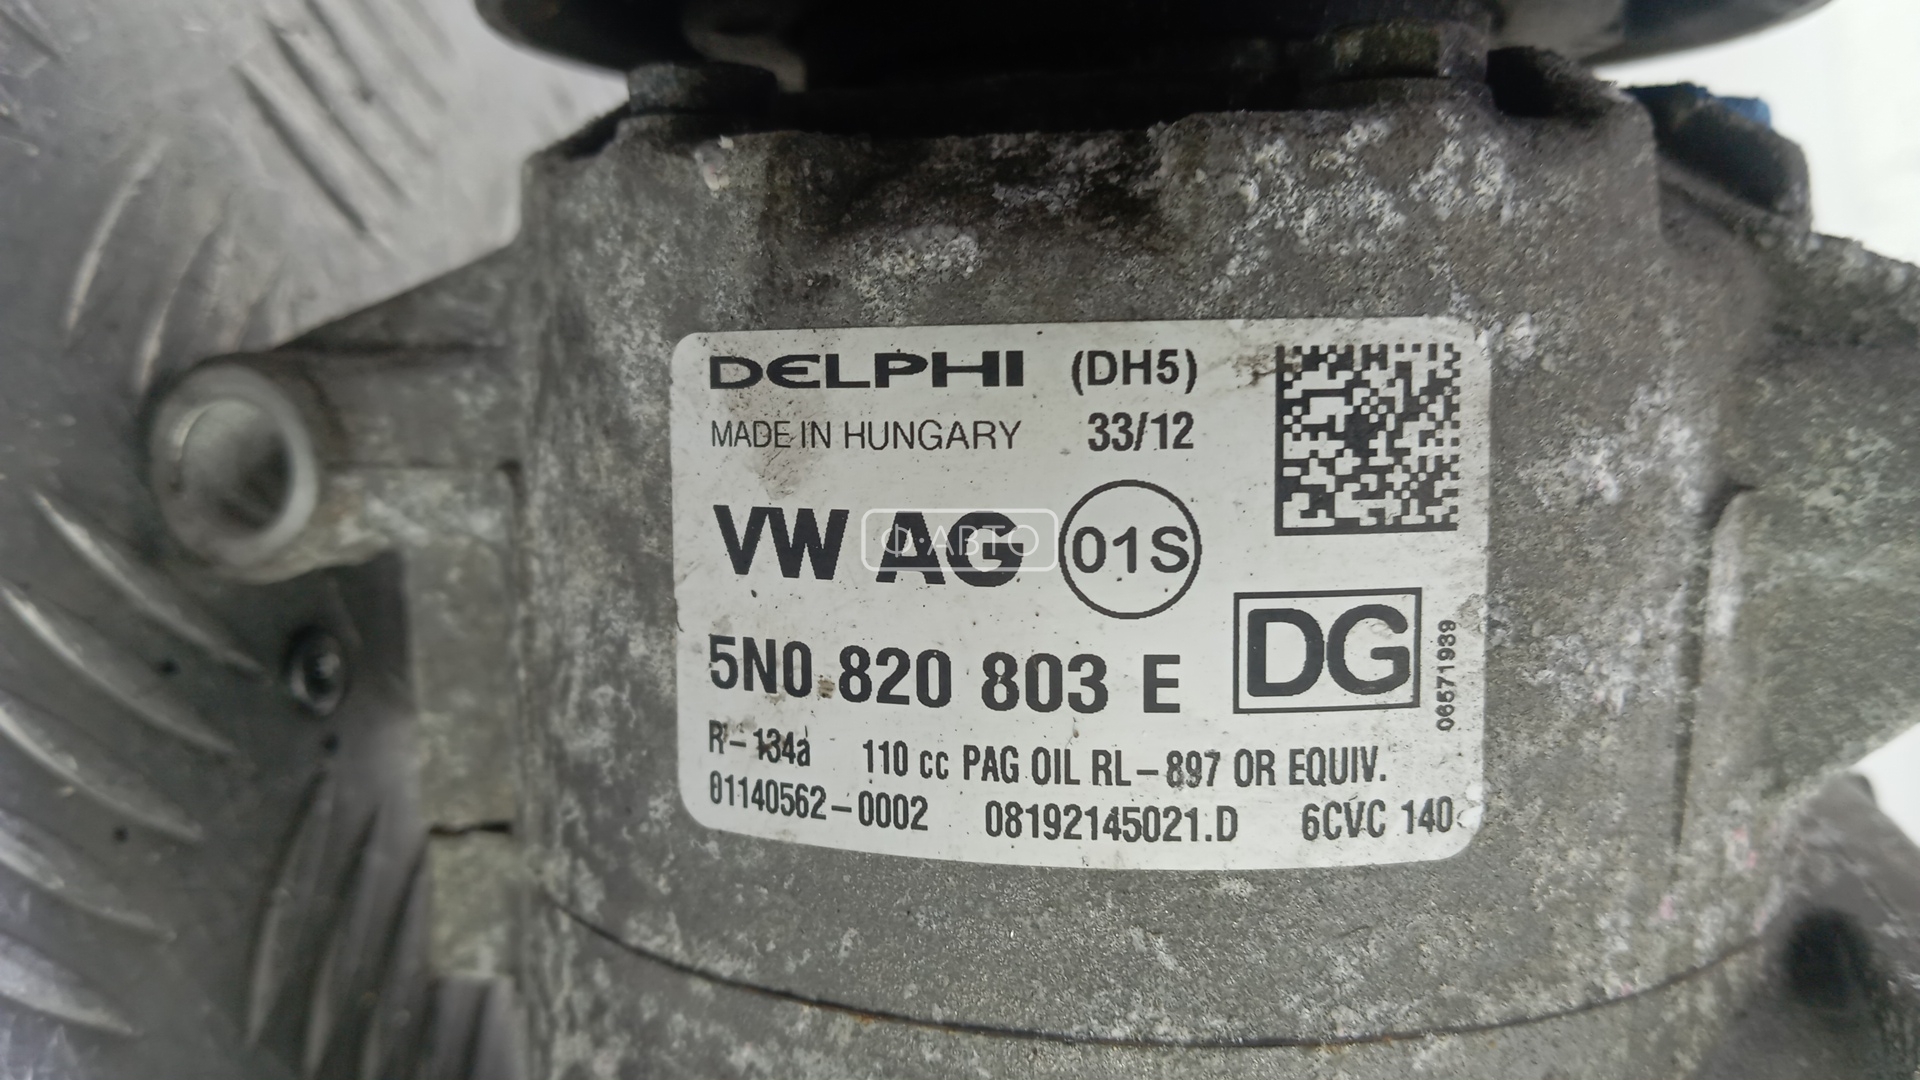 DELPHI (DH5)
MADE IN HUNGARY 33/12
VW AG 01S
5N0 820 803 E DG
06571939
R-134a 110 cc PAG OIL RL-897 OR EQUIV.
01140562-0002 08192145021.D 6CVC 140
АВТО